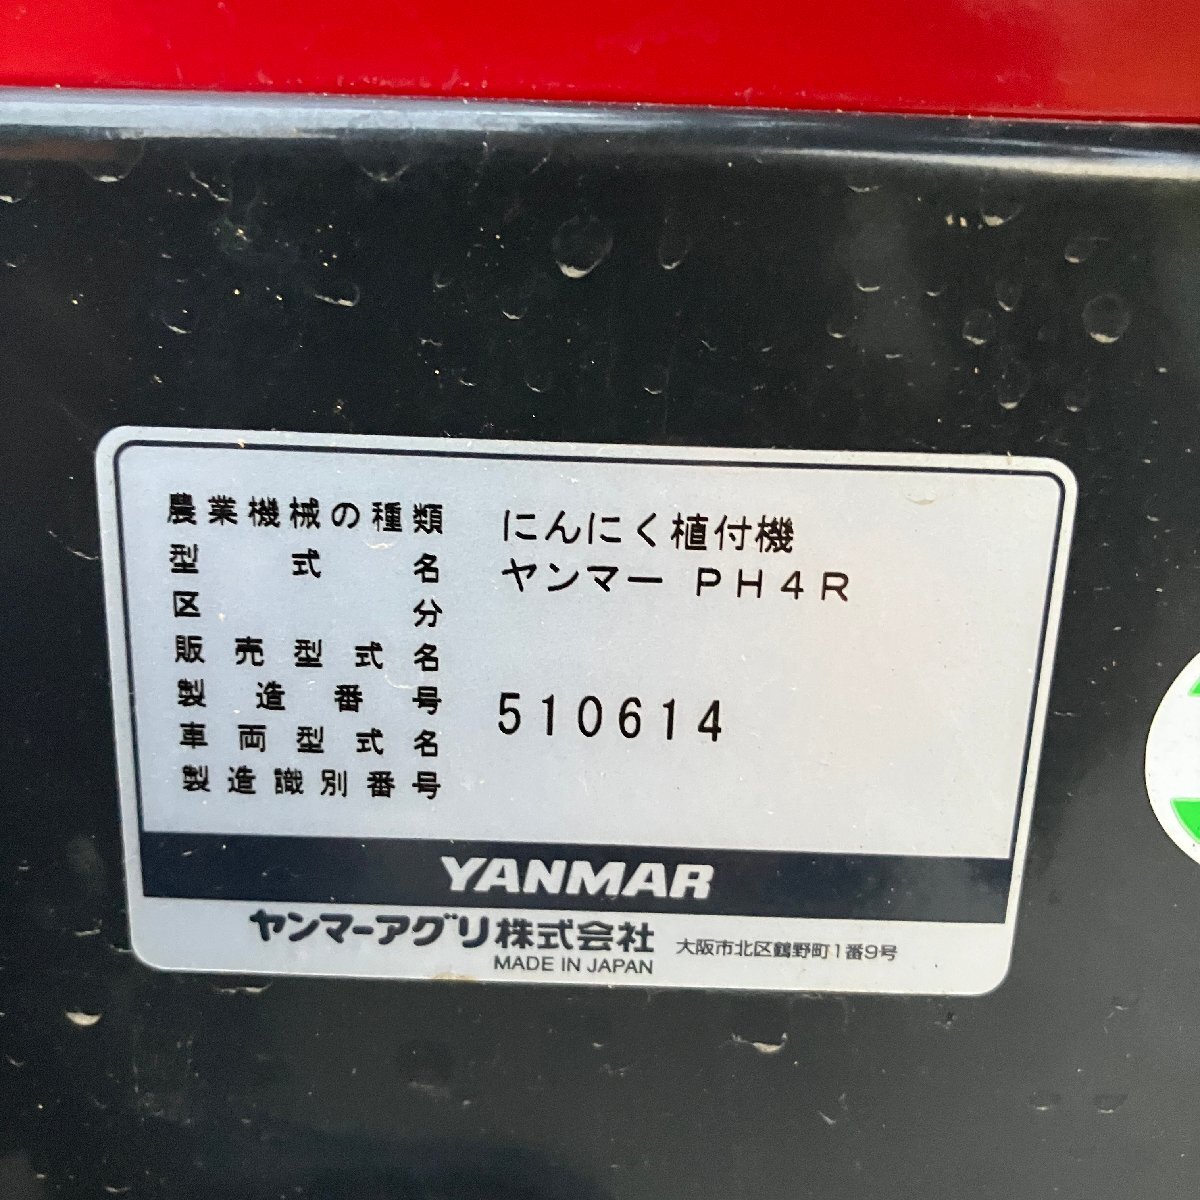 農業機械の種類 にんにく植付機
型式名 ヤンマー PH4R
区分
販売型式名
製造番号 510614
車両型式名
製造識別番号
YANMAR
ヤンマーアグリ株式会社 大阪市北区鶴野町1番9号
MADE IN JAPAN